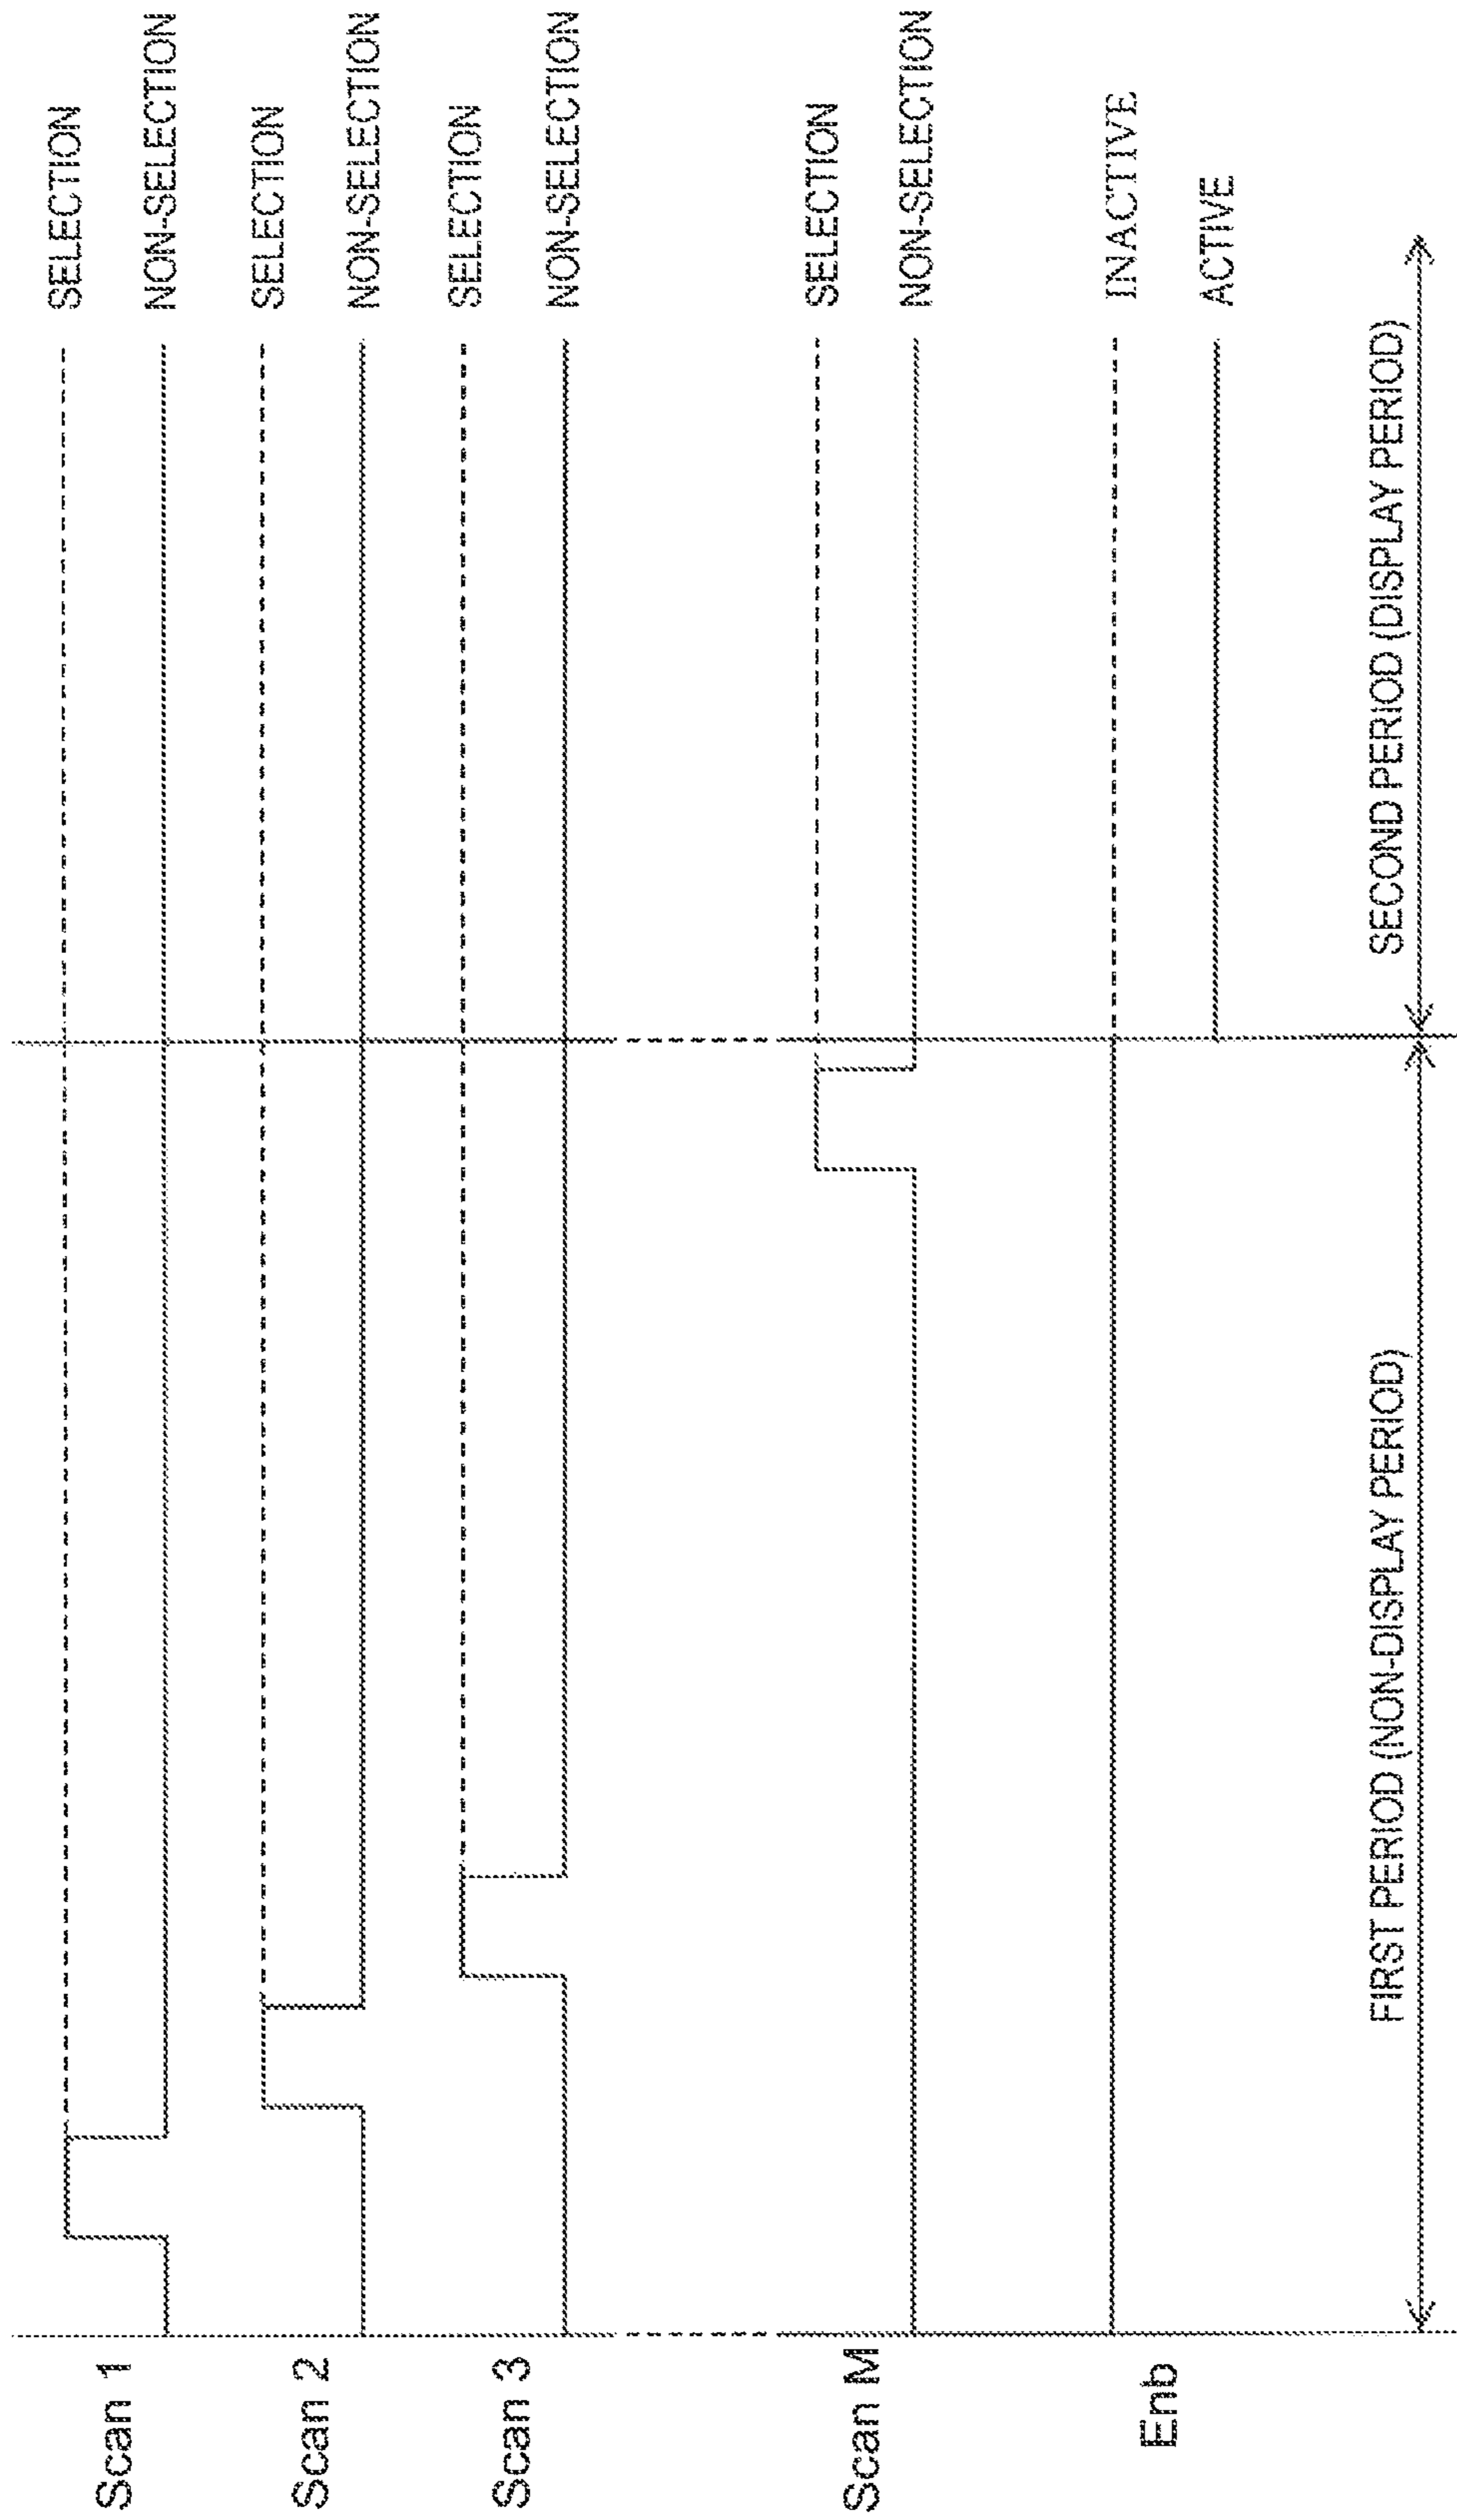 Scan 1
SELECTION
NON-SELECTION
Scan 2
SELECTION
NON-SELECTION
Scan 3
SELECTION
NON-SELECTION
Scan M
SELECTION
NON-SELECTION
Enb
INACTIVE
ACTIVE
FIRST PERIOD (NON-DISPLAY PERIOD)
SECOND PERIOD (DISPLAY PERIOD)